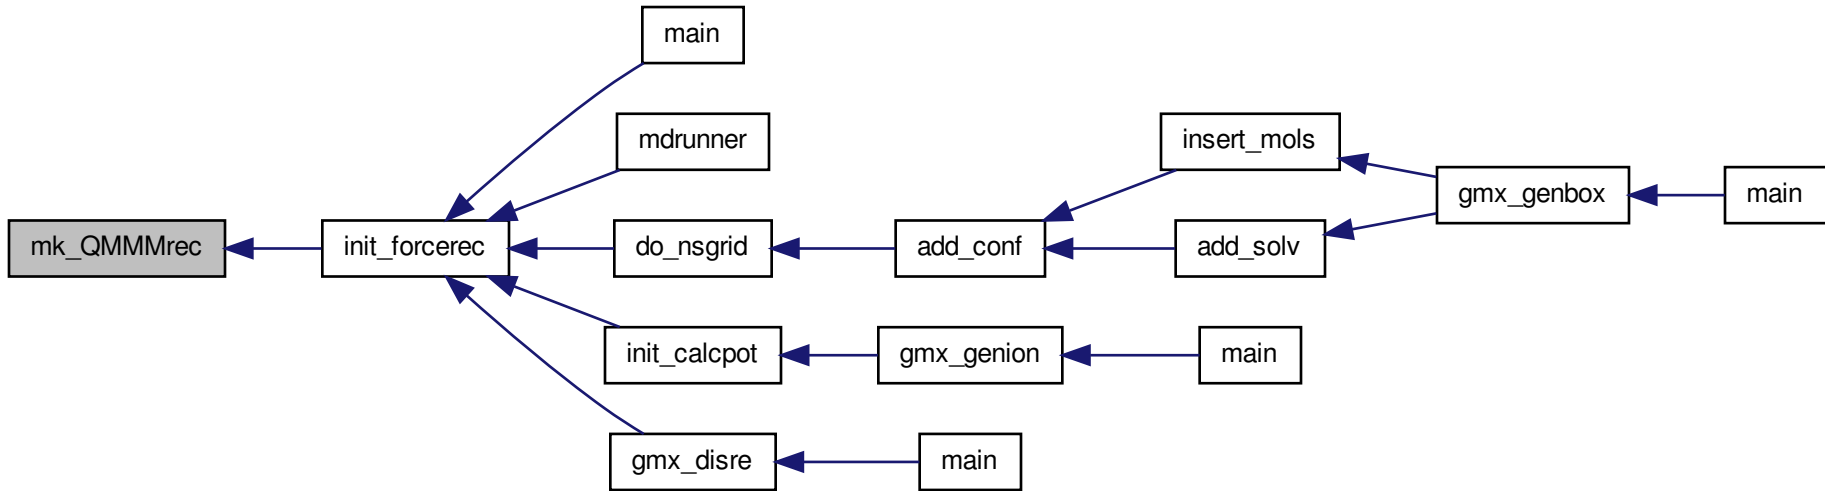 main
mdrunner
insert_mols
gmx_genbox
main
mk_QMMMrec
init_forcerec
do_nsgrid
add_conf
add_solv
init_calcpot
gmx_genion
main
gmx_disre
main